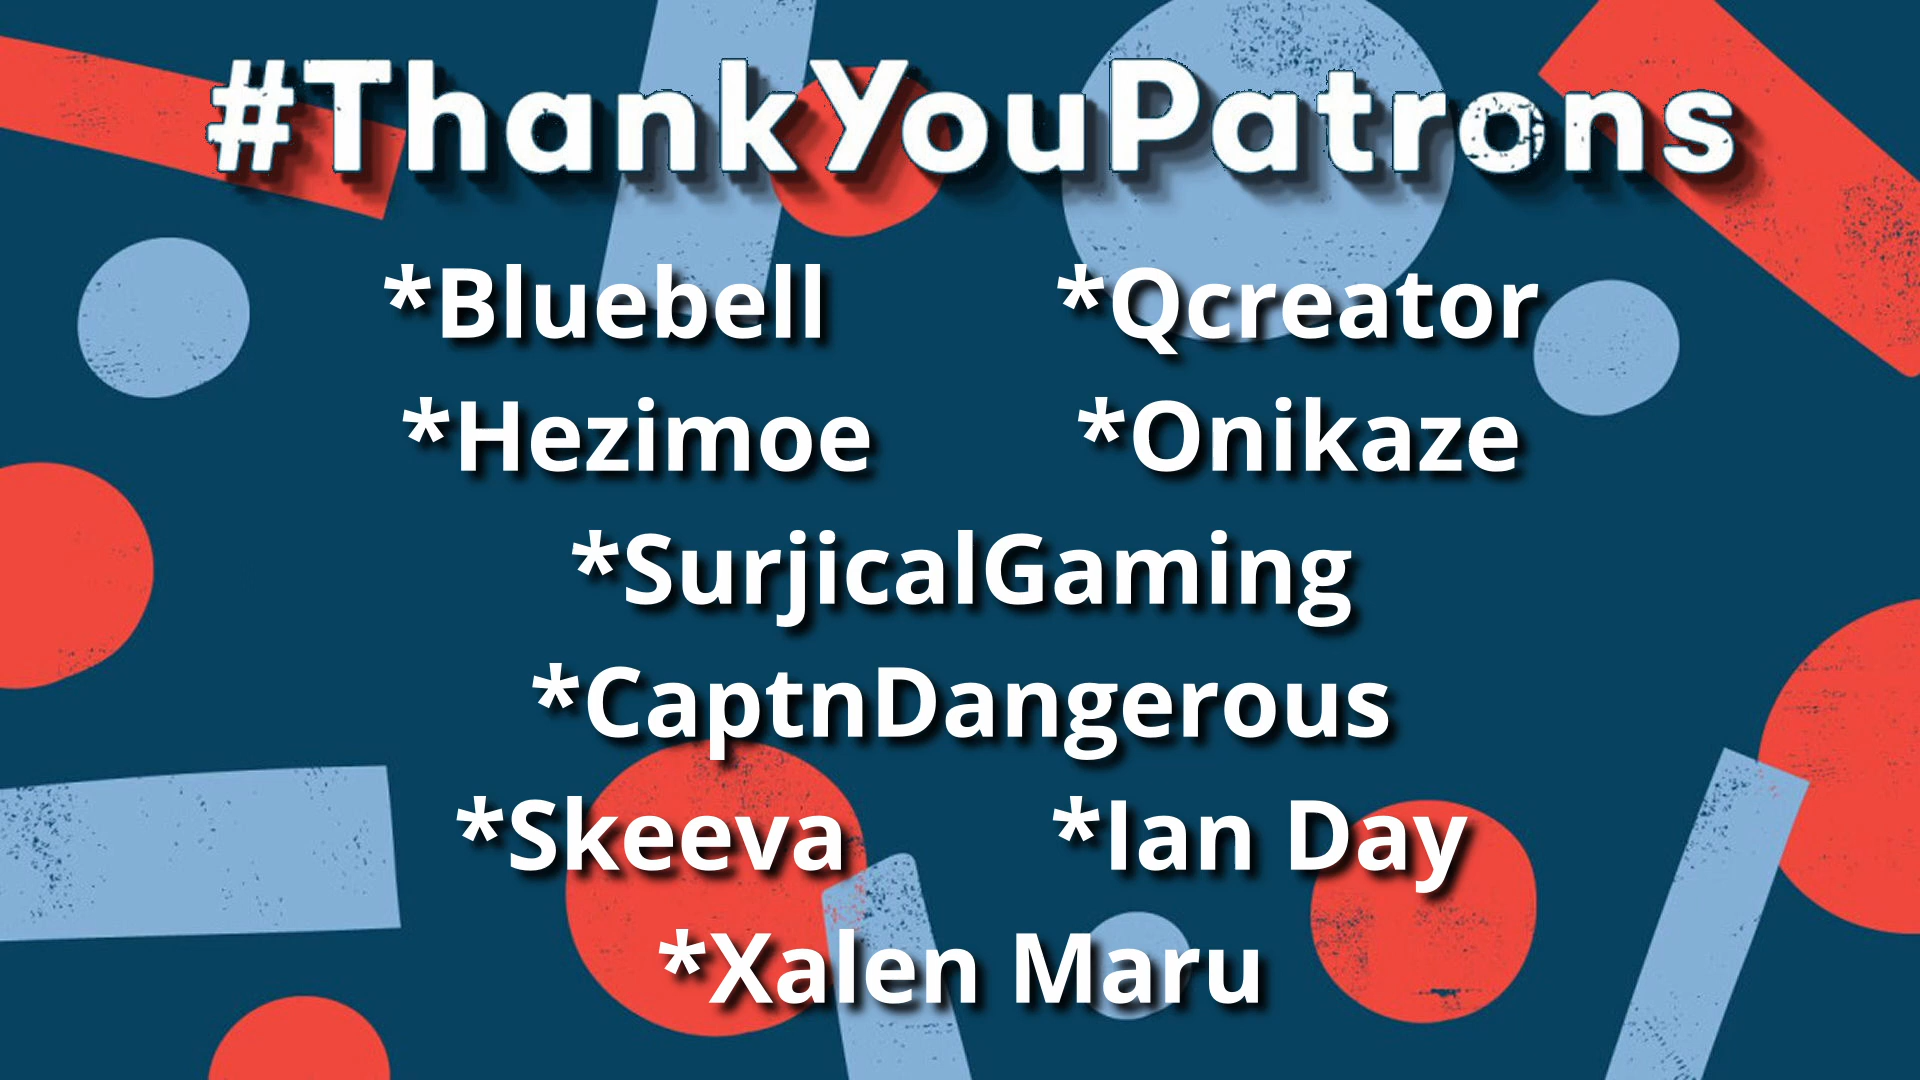 #ThankYouPatrons
*Bluebell *Qcreator
*Hezimoe *Onikaze
*SurjicalGaming
*CaptnDangerous
*Skeeva *Ian Day
*Xalen Maru